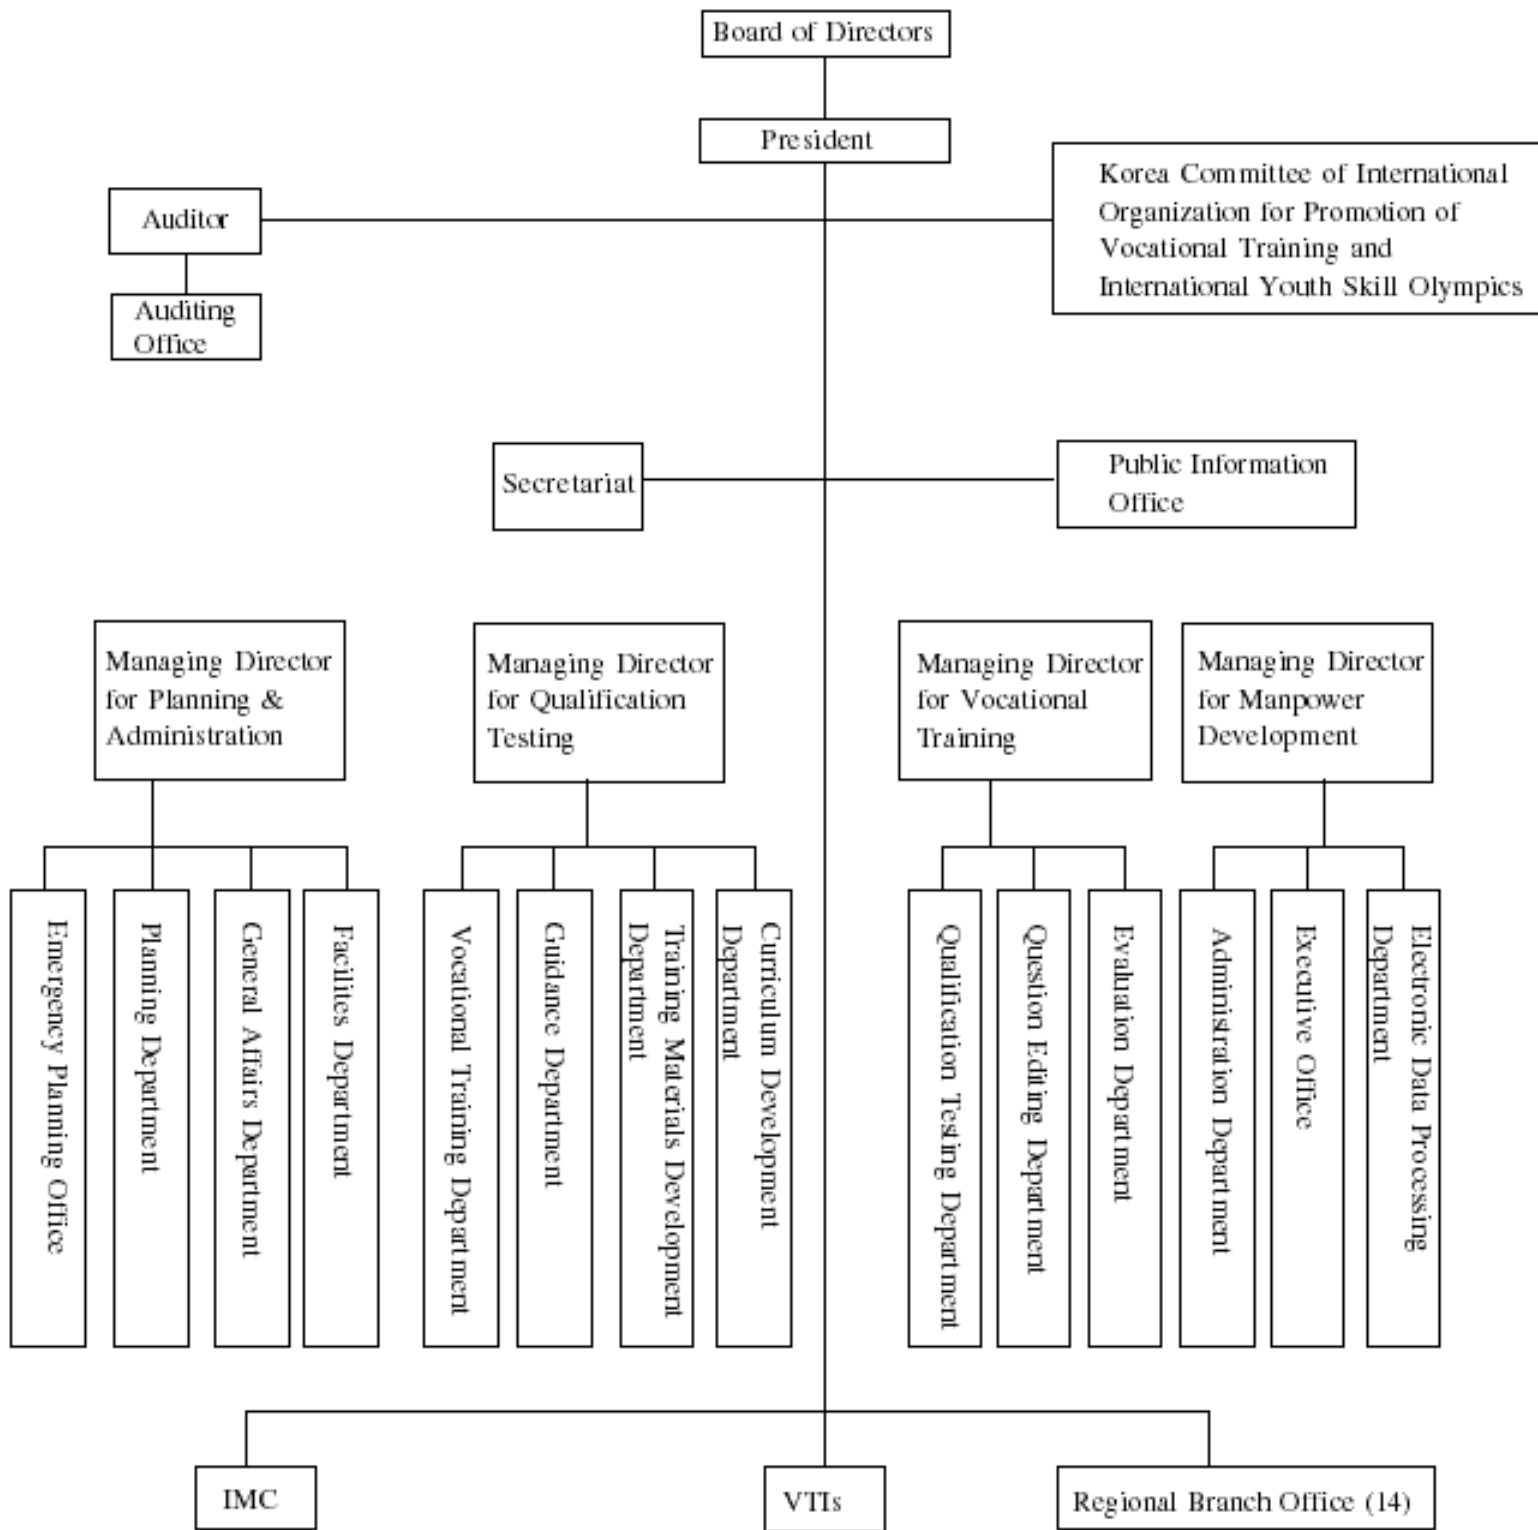 Board of Directors
President
Korea Committee of International
Organization for Promotion of
Vocational Training and
International Youth Skill Olympics
Auditor
Auditing
Office
Secretariat
Public Information
Office
Managing Director
for Planning &
Administration
Managing Director
for Qualification
Testing
Managing Director
for Vocational
Training
Managing Director
for Manpower
Development
Emergency Planning Office
Planning Department
General Affairs Department
Facilites Department
Vocational Training Department
Guidance Department
Training Materials Development
Department
Curriculum Development
Department
Qualification Testing Department
Question Editing Department
Evaluation Department
Administration Department
Executive Office
Electronic Data Processing
Department
IMC
VTIs
Regional Branch Office (14)